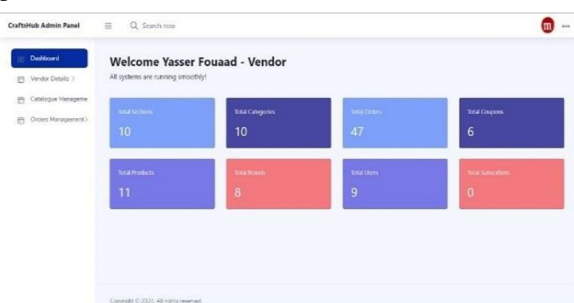 CraftsHub Admin Panel
Search now
m
Dashboard
Welcome Yasser Fouaad - Vendor
All systems are running smoothly!
Vendor Details >
Catalogue Manageme
Orders Management >
Total Sections
10
Total Categories
10
Total Orders
47
Total Coupons
6
Total Products
11
Total Brands
8
Total Users
9
Total Subscribers
0
Copyright © 2024. All rights reserved.